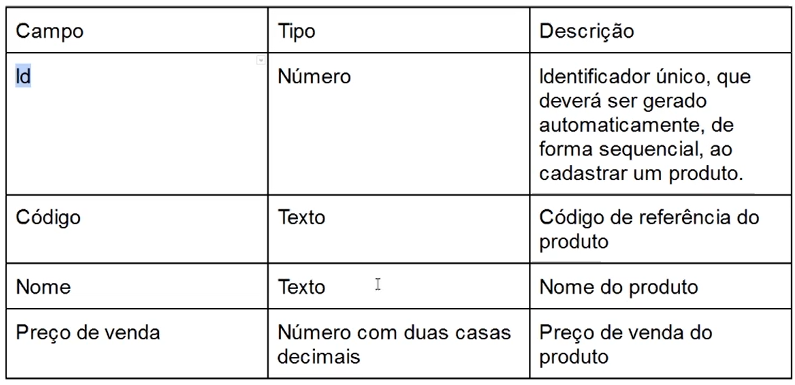 Campo Tipo Descrição
Id Número Identificador único, que
deverá ser gerado
automaticamente, de
forma sequencial, ao
cadastrar um produto.
Código Texto Código de referência do
produto
Nome Texto Nome do produto
Preço de venda Número com duas casas Preço de venda do
decimais produto